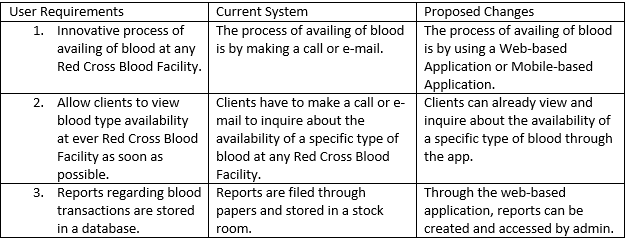 User Requirements
Current System
Proposed Changes
1. Innovative process of
availing of blood at any
Red Cross Blood Facility.
The process of availing of blood
is by making a call or e-mail.
The process of availing of blood
is by using a Web-based
Application or Mobile-based
Application.
2. Allow clients to view
blood type availability
at ever Red Cross Blood
Facility as soon as
possible.
Clients have to make a call or e-
mail to inquire about the
availability of a specific type of
blood at any Red Cross Blood
Facility.
Clients can already view and
inquire about the availability of
a specific type of blood through
the app.
3. Reports regarding blood
transactions are stored
in a database.
Reports are filed through
papers and stored in a stock
room.
Through the web-based
application, reports can be
created and accessed by admin.